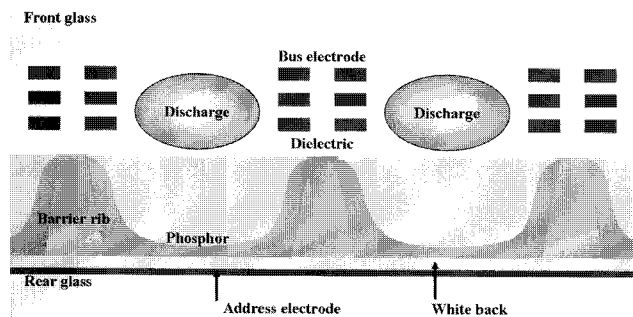 Front glass
Bus electrode
Discharge
Discharge
Dielectric
Barrier rib
Phosphor
Rear glass
Address electrode
White back